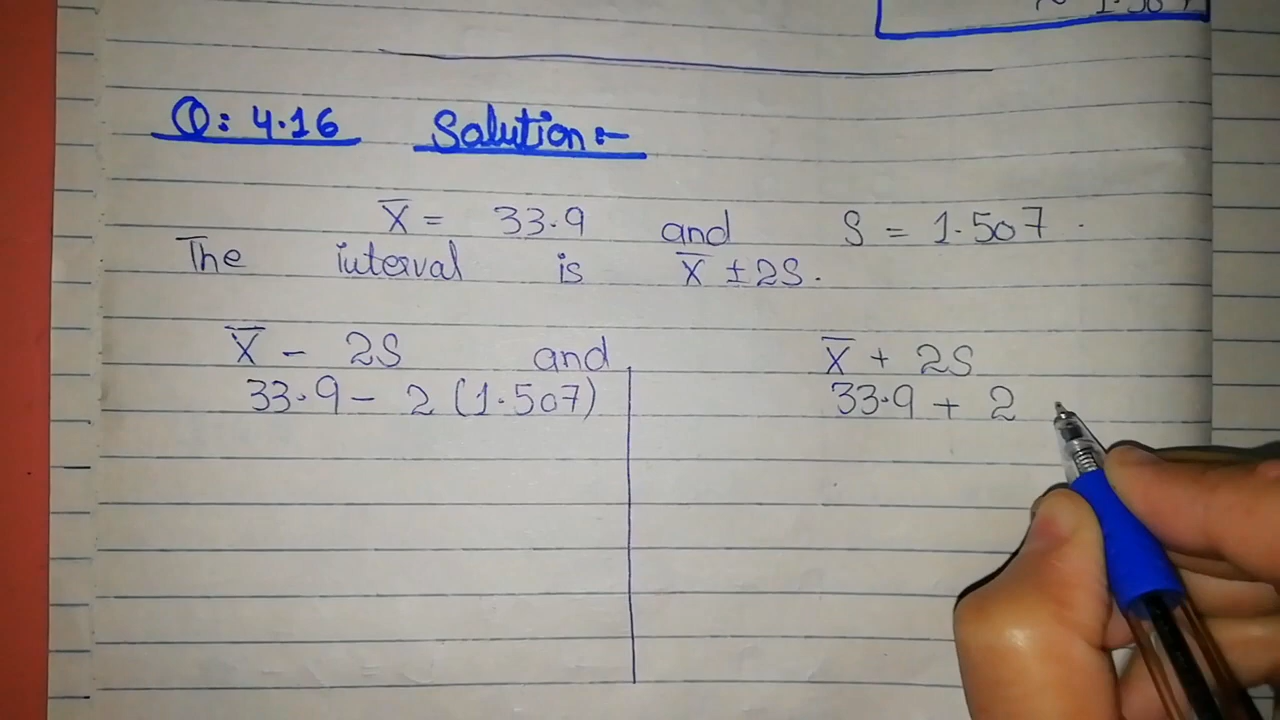 Q: 4.16 Salution:-
X̄ = 33.9 and S = 1.507.
The interval is X̄ ±2S.
X̄ - 2S and X̄ + 2S
33.9 - 2 (1.507) 33.9 + 2